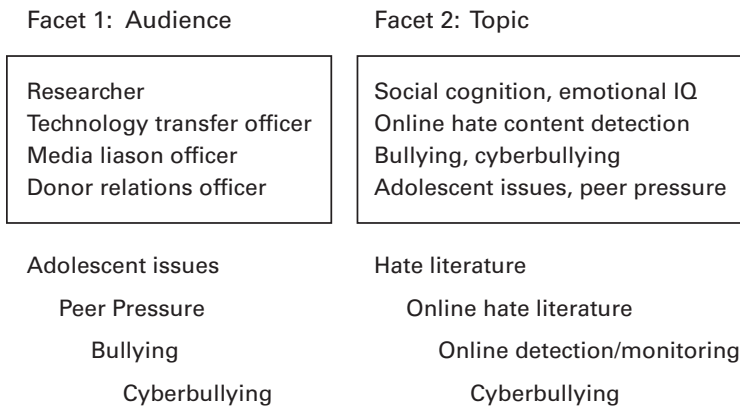 Facet 1: Audience
Facet 2: Topic
Researcher
Technology transfer officer
Media liason officer
Donor relations officer
Social cognition, emotional IQ
Online hate content detection
Bullying, cyberbullying
Adolescent issues, peer pressure
Adolescent issues
Peer Pressure
Bullying
Cyberbullying
Hate literature
Online hate literature
Online detection/monitoring
Cyberbullying